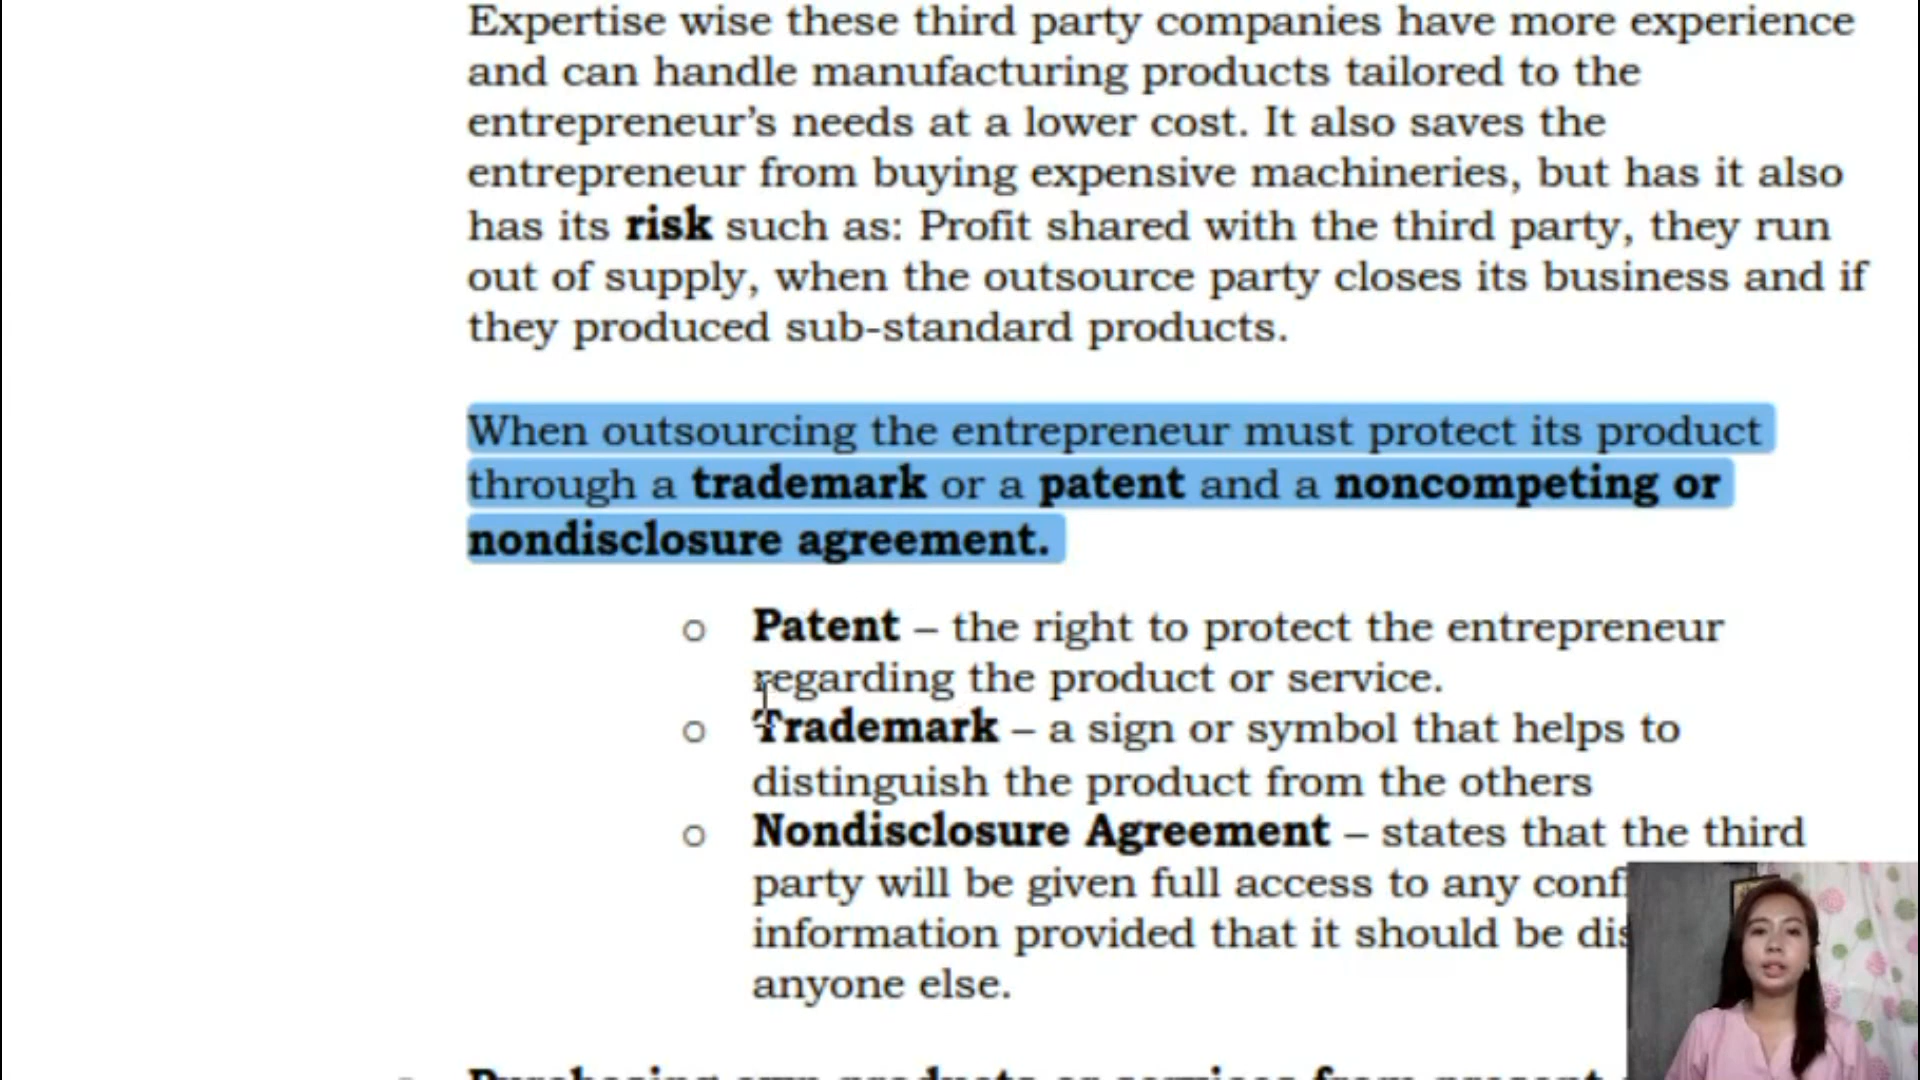 Expertise wise these third party companies have more experience
and can handle manufacturing products tailored to the
entrepreneur’s needs at a lower cost. It also saves the
entrepreneur from buying expensive machineries, but has it also
has its risk such as: Profit shared with the third party, they run
out of supply, when the outsource party closes its business and if
they produced sub-standard products.
When outsourcing the entrepreneur must protect its product
through a trademark or a patent and a noncompeting or
nondisclosure agreement.
o Patent – the right to protect the entrepreneur
regarding the product or service.
o Trademark – a sign or symbol that helps to
distinguish the product from the others
o Nondisclosure Agreement – states that the third
party will be given full access to any conf
information provided that it should be dis
anyone else.